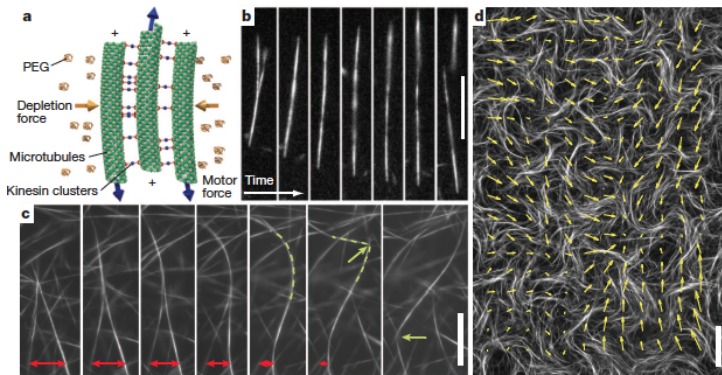 a
+
+
PEG
Depletion
force
Microtubules
Kinesin clusters
+
Motor
force
b
Time
c
d